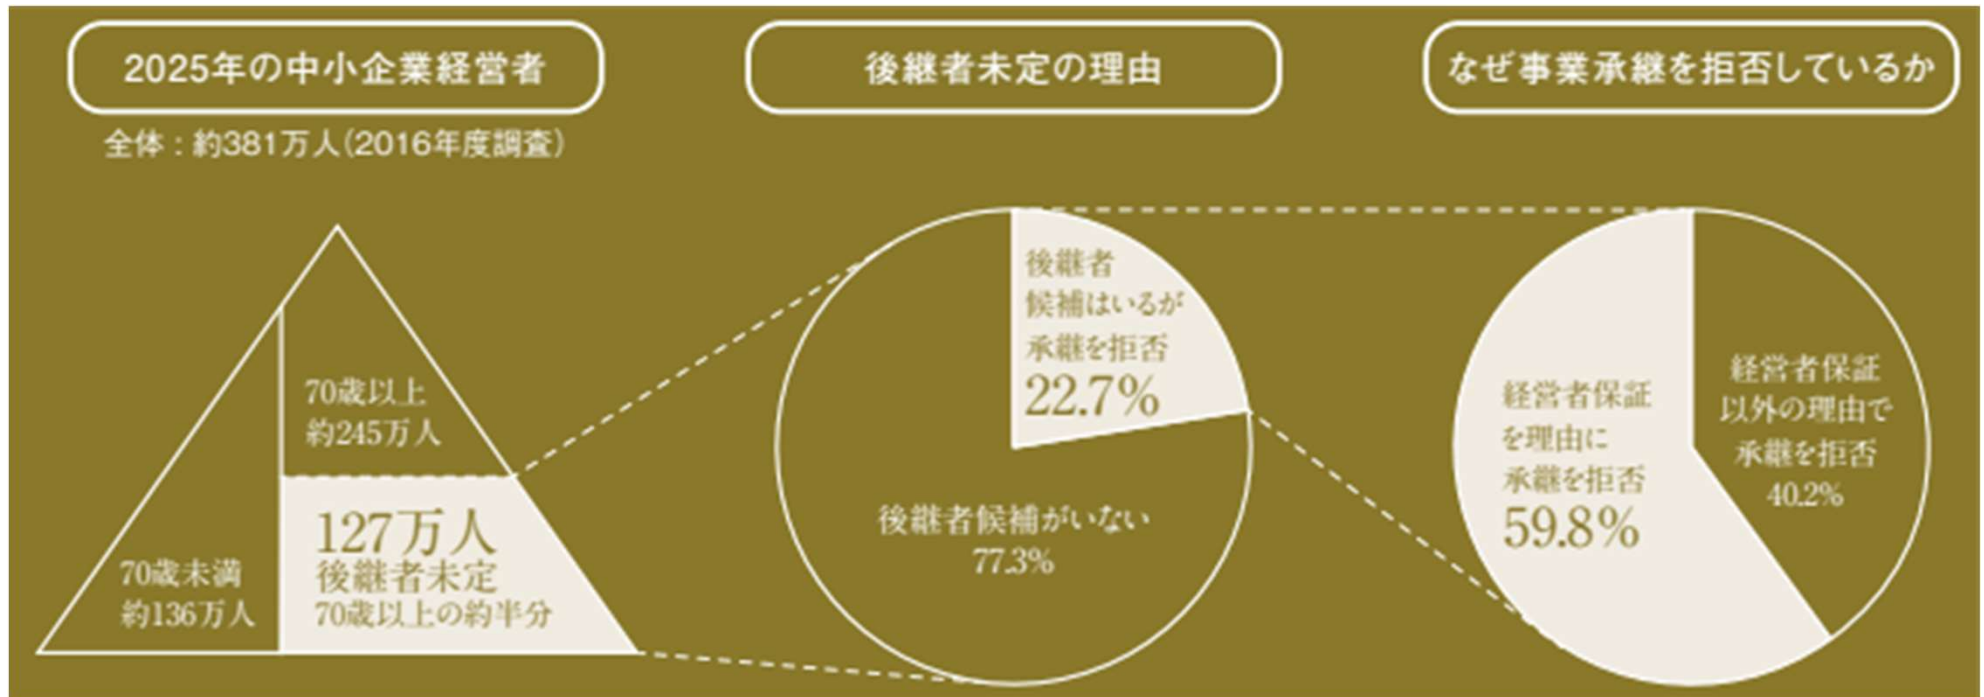 2025年の中小企業経営者
全体：約381万人（2016年度調査）
70歳以上
約245万人
127万人
後継者未定
70歳以上の約半分
70歳未満
約136万人
後継者未定の理由
後継者
候補はいるが
承継を拒否
22.7%
後継者候補がいない
77.3%
なぜ事業承継を拒否しているか
経営者保証
を理由に
承継を拒否
59.8%
経営者保証
以外の理由で
承継を拒否
40.2%